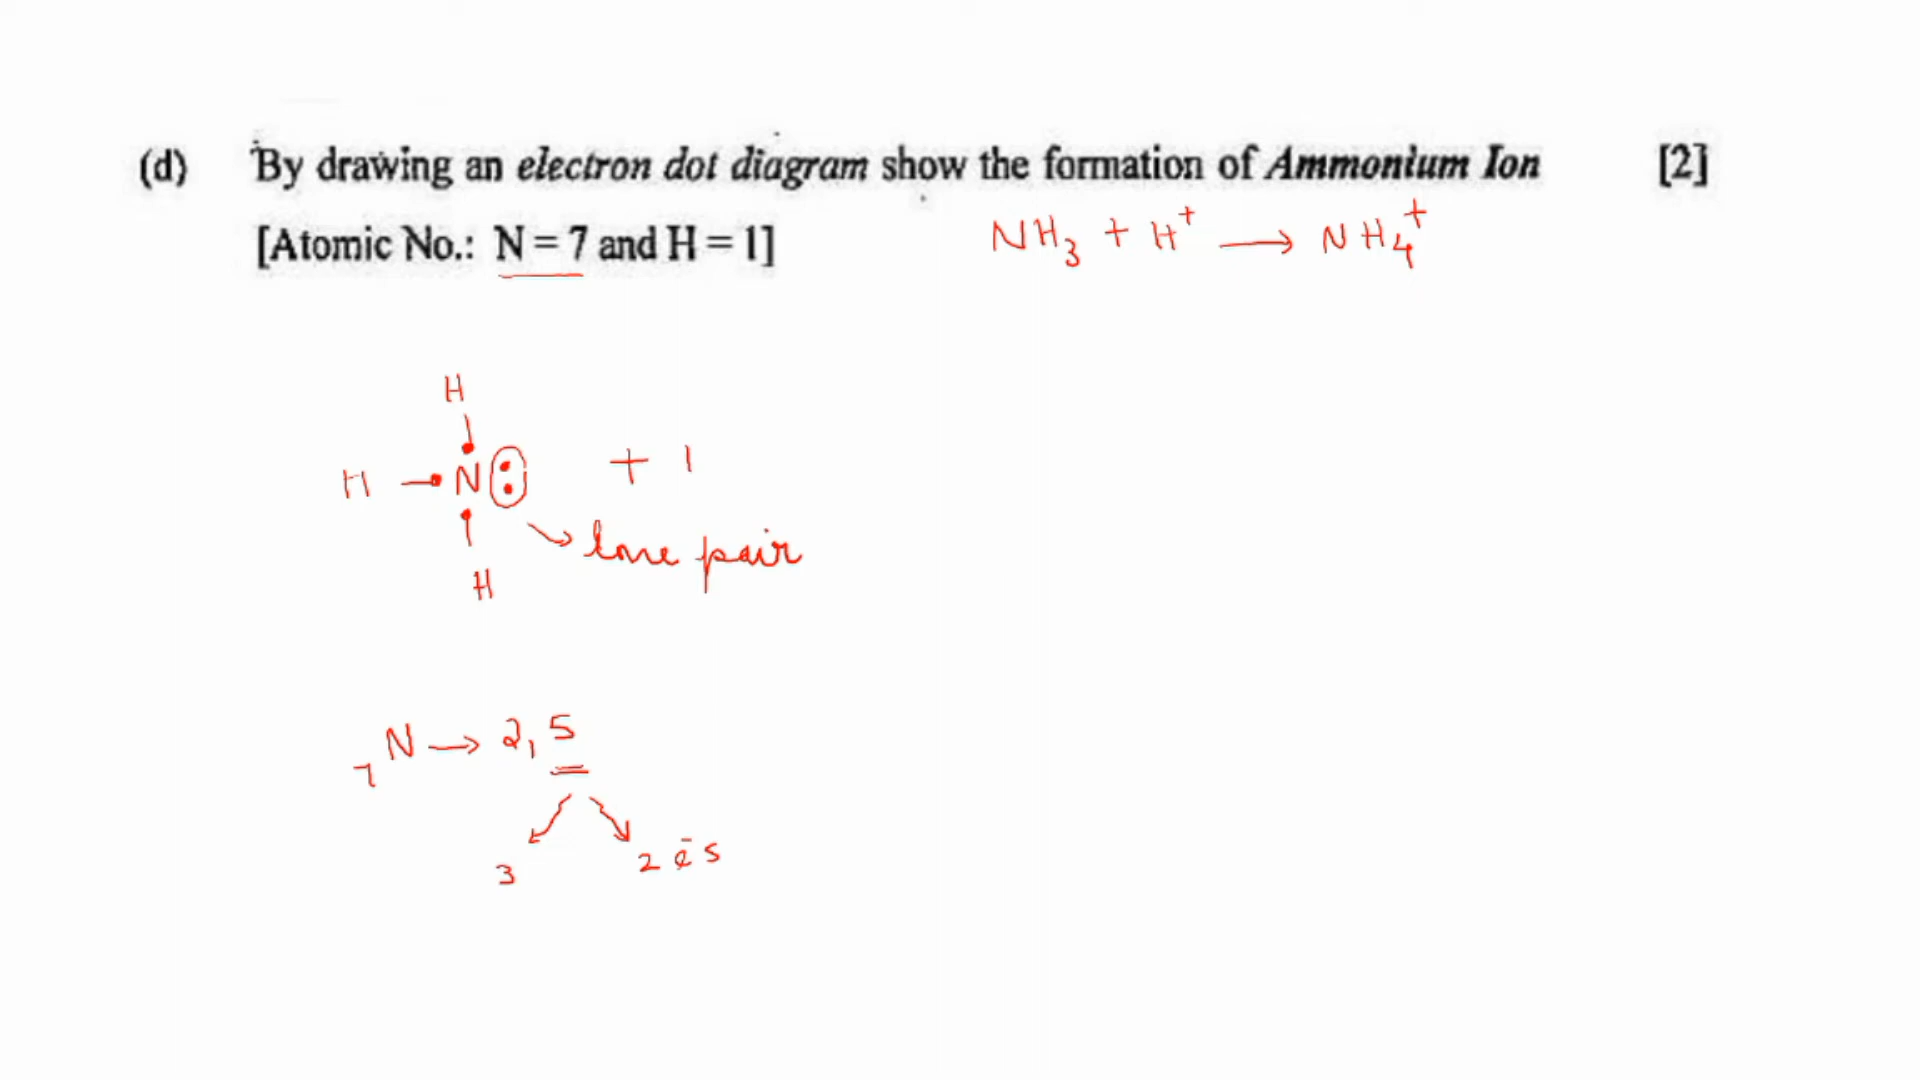 (d) By drawing an electron dot diagram show the formation of Ammonium Ion [2]
[Atomic No.: N = 7 and H = 1]
NH₃ + H⁺ → NH₄⁺
H
H – N : + 1
lone pair
H
₇N → 2, 5
3 2 e̅s